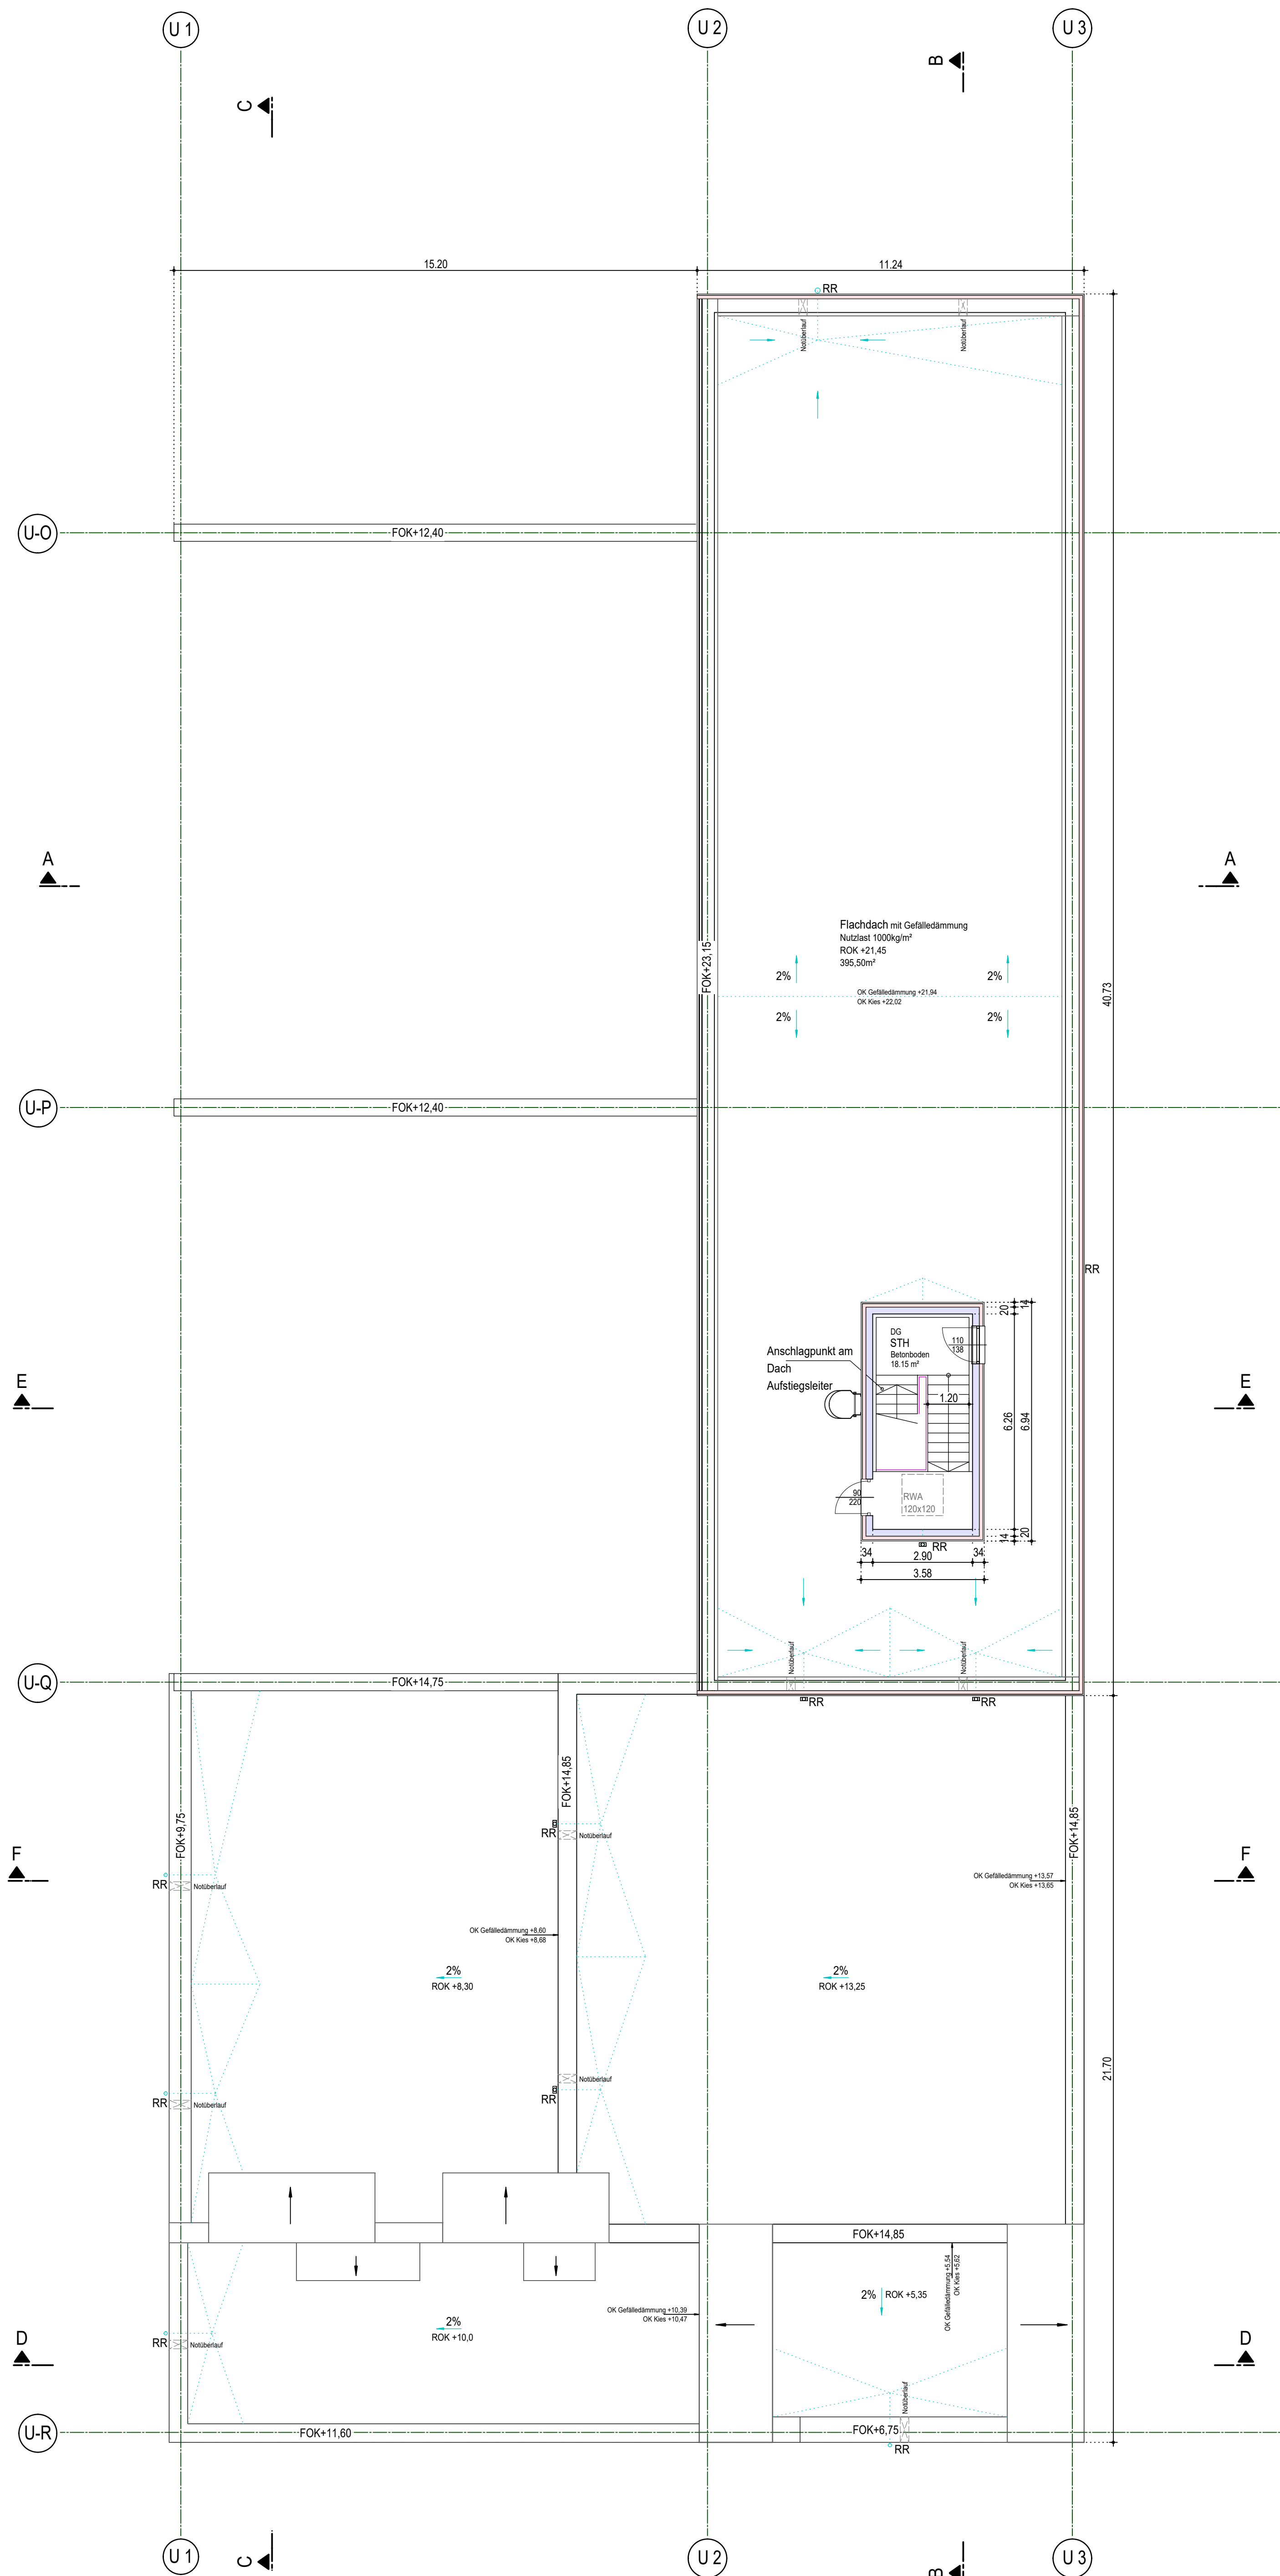 U 1
U 2
U 3
B
C
15.20
11.24
RR
Notüberlauf
Notüberlauf
U-O
FOK+12,40
A
A
Flachdach mit Gefälledämmung
Nutzlast 1000kg/m²
ROK +21,45
395,50m²
FOK+23,15
2%
2%
OK Gefälledämmung +21,94
OK Kies +22,02
2%
2%
40.73
U-P
FOK+12,40
RR
DG
STH
Betonboden
18.15 m²
110
138
20
14
Anschlagpunkt am
Dach
Aufstiegsleiter
1.20
6.26
6.94
E
E
90
220
RWA
120x120
14
20
RR
34
2.90
34
3.58
Notüberlauf
Notüberlauf
U-Q
FOK+14,75
RR
RR
FOK+14,85
FOK+9,75
FOK+14,85
RR
Notüberlauf
F
F
RR
Notüberlauf
OK Gefälledämmung +13,57
OK Kies +13,65
OK Gefälledämmung +8,60
OK Kies +8,68
2%
ROK +8,30
2%
ROK +13,25
21.70
Notüberlauf
RR
RR
Notüberlauf
FOK+14,85
OK Gefälledämmung +5,54
OK Kies +5,62
2%
ROK +5,35
OK Gefälledämmung +10,39
OK Kies +10,47
2%
ROK +10,0
D
D
RR
Notüberlauf
Notüberlauf
U-R
FOK+11,60
FOK+6,75
RR
U 1
U 2
U 3
C
B